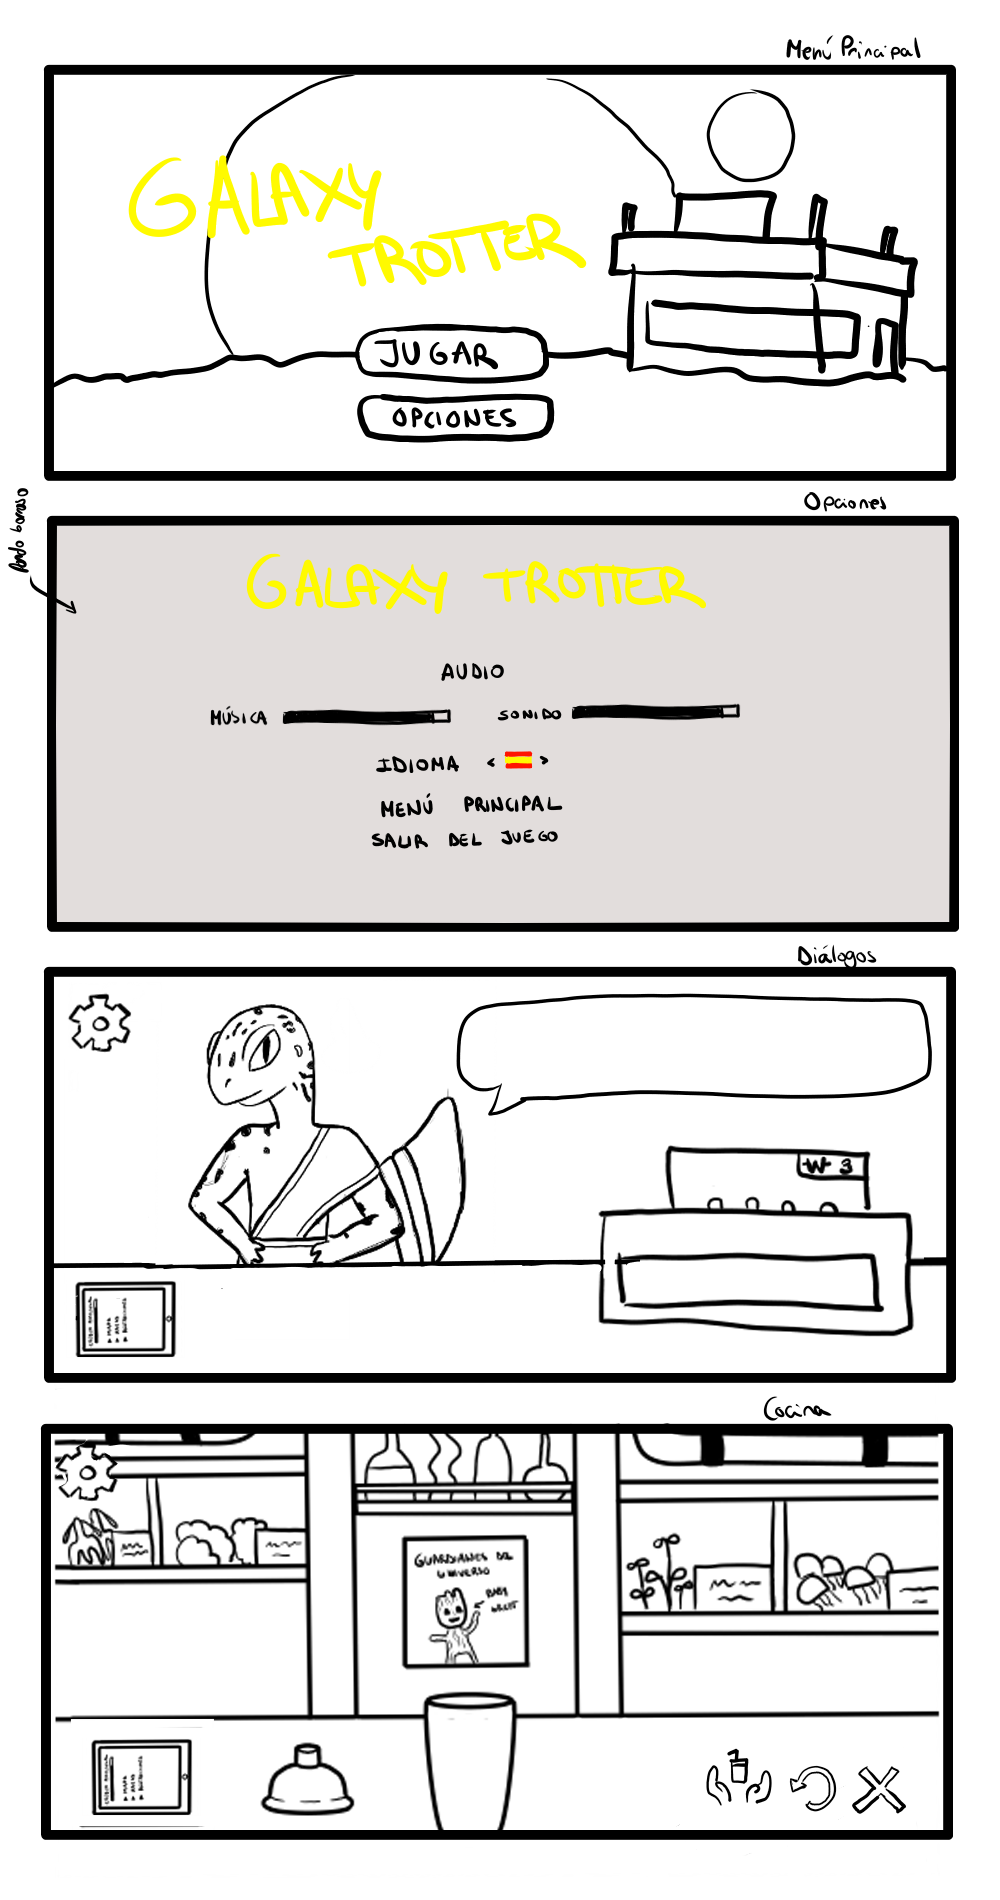 Menú Principal
GALAXY
TROTTER
JUGAR
OPCIONES
Opciones
Fondo borroso
GALAXY TROTTER
AUDIO
MÚSICA
SONIDO
IDIOMA < >
MENÚ PRINCIPAL
SALIR DEL JUEGO
Diálogos
W 3
Cocina
GUARDIANES DEL
UNIVERSO
BABY
GROOT